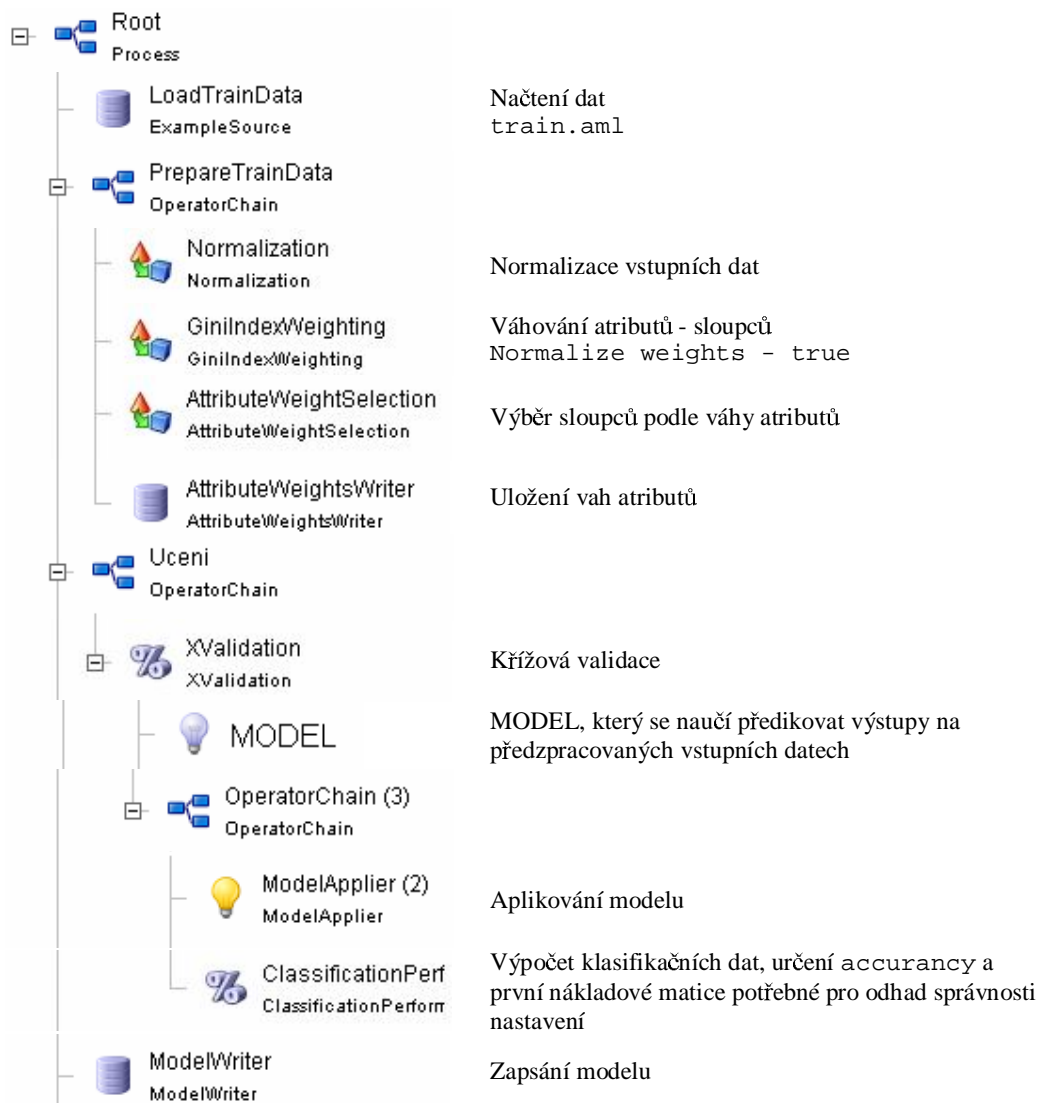 Root
Process
LoadTrainData
ExampleSource
Načtení dat
train.aml
PrepareTrainData
OperatorChain
Normalization
Normalization
Normalizace vstupních dat
GiniIndexWeighting
GiniIndexWeighting
Váhování atributů - sloupců
Normalize weights - true
AttributeWeightSelection
AttributeWeightSelection
Výběr sloupců podle váhy atributů
AttributeWeightsWriter
AttributeWeightsWriter
Uložení vah atributů
Uceni
OperatorChain
XValidation
XValidation
Křížová validace
MODEL
MODEL, který se naučí předikovat výstupy na
předzpracovaných vstupních datech
OperatorChain (3)
OperatorChain
ModelApplier (2)
ModelApplier
Aplikování modelu
ClassificationPerf
ClassificationPerform
Výpočet klasifikačních dat, určení accurancy a
první nákladové matice potřebné pro odhad správnosti
nastavení
ModelWriter
ModelWriter
Zapsání modelu